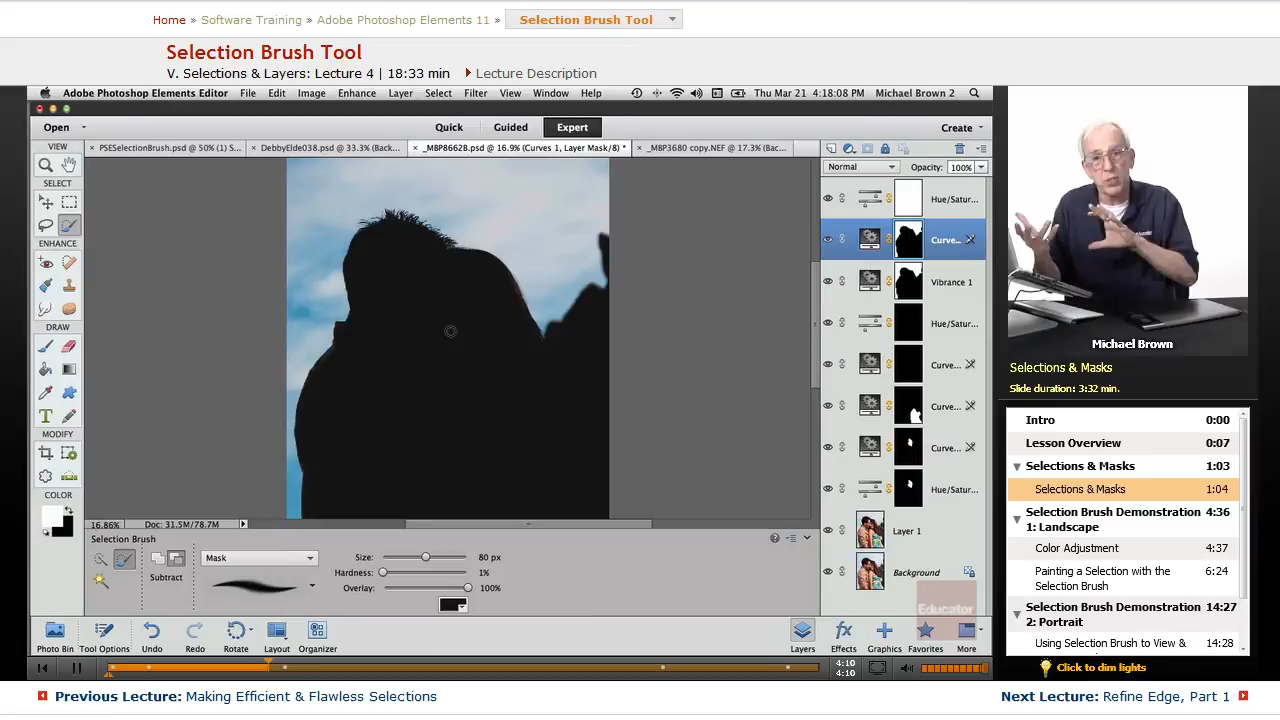 Home » Software Training » Adobe Photoshop Elements 11 » Selection Brush Tool
Selection Brush Tool
V. Selections & Layers: Lecture 4 | 18:33 min Lecture Description
Adobe Photoshop Elements Editor File Edit Image Enhance Layer Select Filter View Window Help Thu Mar 21 4:18:08 PM Michael Brown 2
Open Quick Guided Expert Create
VIEW
× PSESelectionBrush.psd @ 50% (1) S... × DebbyElde038.psd @ 33.3% (Back... × _MBP8662B.psd @ 16.9% (Curves 1, Layer Mask/8) * × _MBP3680 copy.NEF @ 17.3% (Bac...
Normal Opacity: 100%
SELECT
ENHANCE
DRAW
MODIFY
COLOR
Hue/Satur...
Curve...
Vibrance 1
Hue/Satur...
Curve...
Curve...
Curve...
Hue/Satur...
Layer 1
Background
Educator
16.86% Doc: 31.5M/78.7M
Selection Brush
Subtract
Mask
Size: 80 px
Hardness: 1%
Overlay: 100%
Photo Bin Tool Options Undo Redo Rotate Layout Organizer Layers Effects Graphics Favorites More
4:10
4:10
Michael Brown
Selections & Masks
Slide duration: 3:32 min.
Intro 0:00
Lesson Overview 0:07
Selections & Masks 1:03
Selections & Masks 1:04
Selection Brush Demonstration 4:36
1: Landscape
Color Adjustment 4:37
Painting a Selection with the 6:24
Selection Brush
Selection Brush Demonstration 14:27
2: Portrait
Using Selection Brush to View & 14:28
Click to dim lights
Previous Lecture: Making Efficient & Flawless Selections
Next Lecture: Refine Edge, Part 1